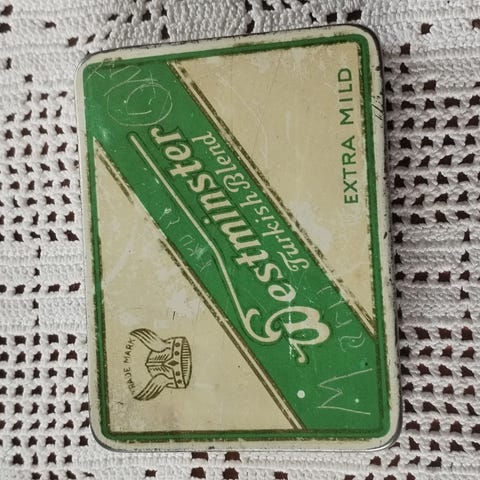 Westminster
Turkish Blend
EXTRA MILD
TRADE MARK